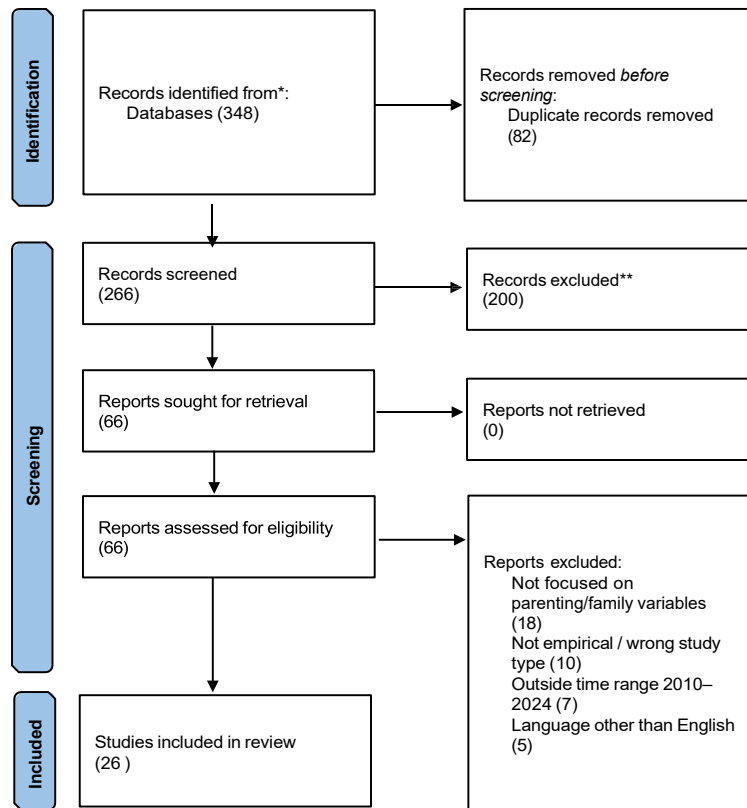 Identification
Records identified from*:
Databases (348)
Records removed before
screening:
Duplicate records removed
(82)
Screening
Records screened
(266)
Records excluded**
(200)
Reports sought for retrieval
(66)
Reports not retrieved
(0)
Reports assessed for eligibility
(66)
Reports excluded:
Not focused on
parenting/family variables
(18)
Not empirical / wrong study
type (10)
Outside time range 2010–
2024 (7)
Language other than English
(5)
Included
Studies included in review
(26 )